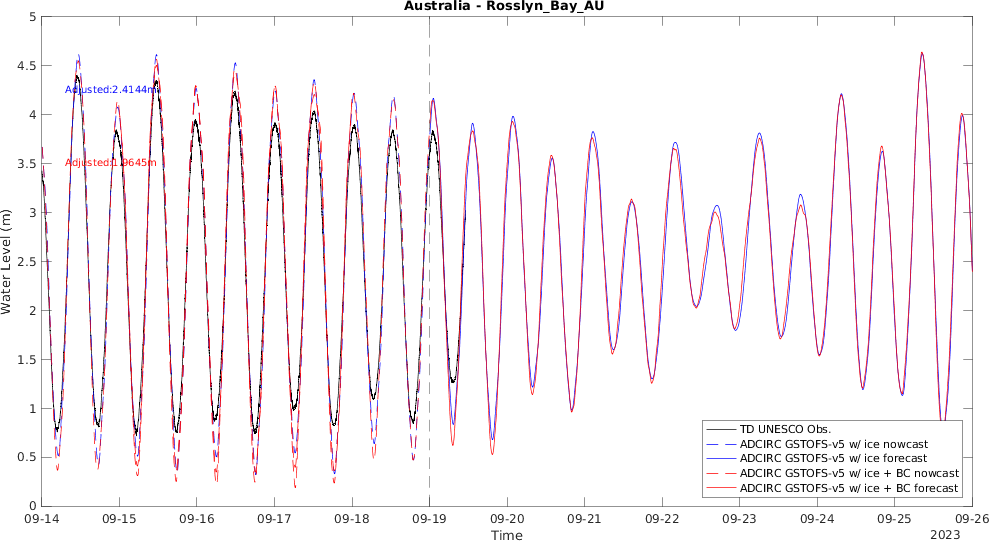 Australia - Rosslyn_Bay_AU
5
4.5
4
3.5
3
2.5
2
1.5
1
0.5
0
Water Level (m)
Adjusted:2.4144m
Adjusted:1.9645m
TD UNESCO Obs.
ADCIRC GSTOFS-v5 w/ ice nowcast
ADCIRC GSTOFS-v5 w/ ice forecast
ADCIRC GSTOFS-v5 w/ ice + BC nowcast
ADCIRC GSTOFS-v5 w/ ice + BC forecast
09-14 09-15 09-16 09-17 09-18 09-19 09-20 09-21 09-22 09-23 09-24 09-25 09-26
Time
2023